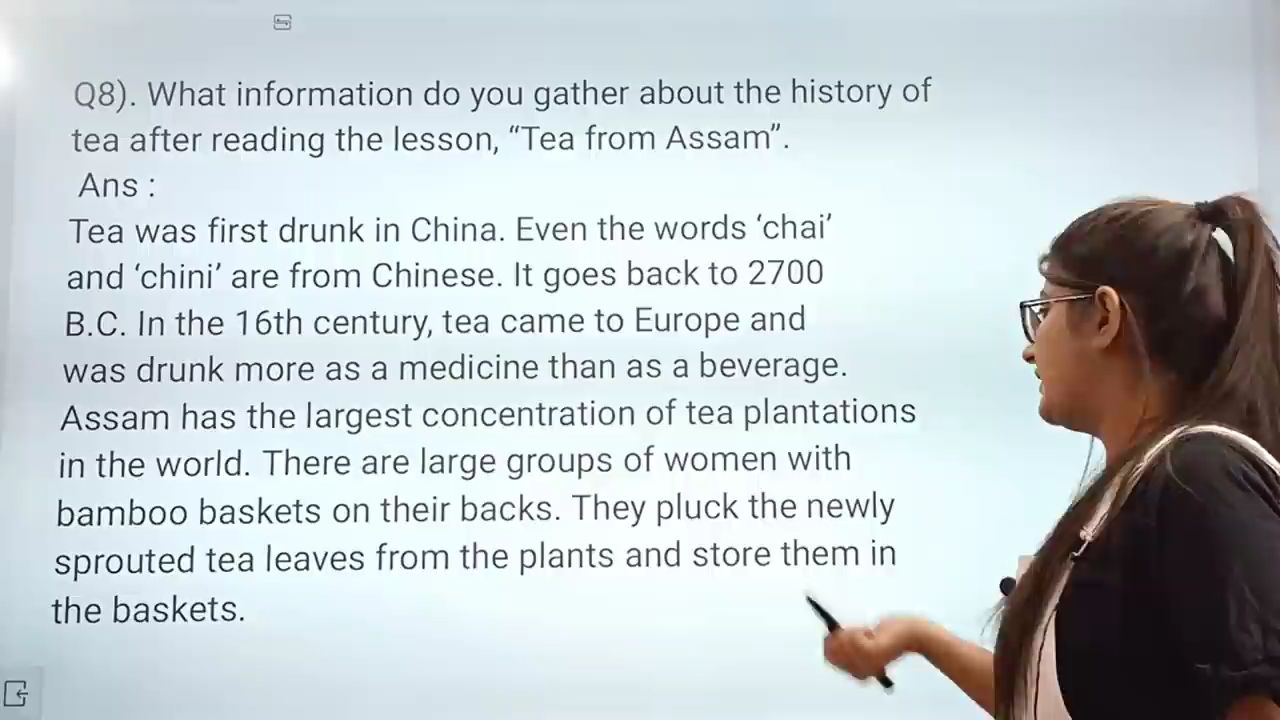 Q8). What information do you gather about the history of
tea after reading the lesson, “Tea from Assam”.
Ans :
Tea was first drunk in China. Even the words ‘chai’
and ‘chini’ are from Chinese. It goes back to 2700
B.C. In the 16th century, tea came to Europe and
was drunk more as a medicine than as a beverage.
Assam has the largest concentration of tea plantations
in the world. There are large groups of women with
bamboo baskets on their backs. They pluck the newly
sprouted tea leaves from the plants and store them in
the baskets.